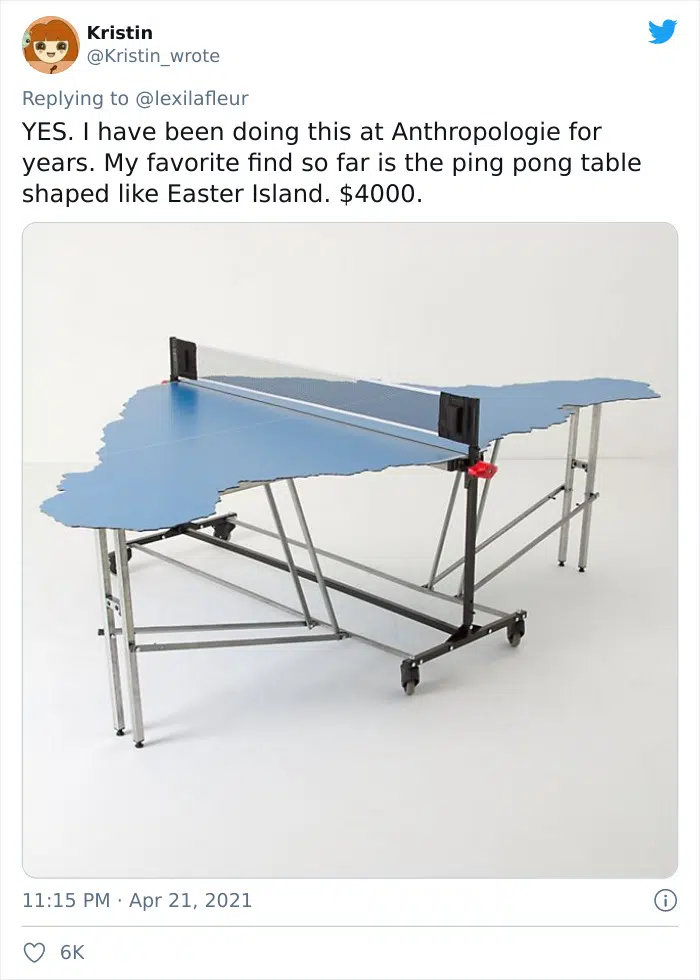 Kristin
@Kristin_wrote
Replying to @lexilafleur
YES. I have been doing this at Anthropologie for
years. My favorite find so far is the ping pong table
shaped like Easter Island. $4000.
11:15 PM · Apr 21, 2021
6K